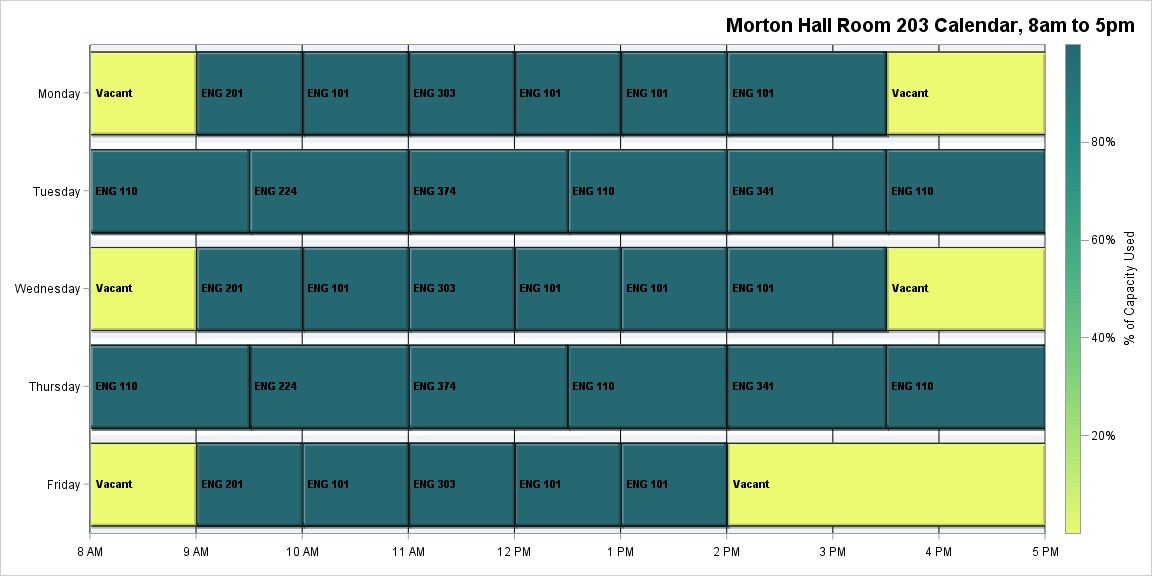 Morton Hall Room 203 Calendar, 8am to 5pm
Monday Vacant ENG 201 ENG 101 ENG 303 ENG 101 ENG 101 ENG 101 Vacant
80%
Tuesday ENG 110 ENG 224 ENG 374 ENG 110 ENG 341 ENG 110
60%
Wednesday Vacant ENG 201 ENG 101 ENG 303 ENG 101 ENG 101 ENG 101 Vacant
% of Capacity Used
40%
Thursday ENG 110 ENG 224 ENG 374 ENG 110 ENG 341 ENG 110
20%
Friday Vacant ENG 201 ENG 101 ENG 303 ENG 101 ENG 101 Vacant
8 AM 9 AM 10 AM 11 AM 12 PM 1 PM 2 PM 3 PM 4 PM 5 PM